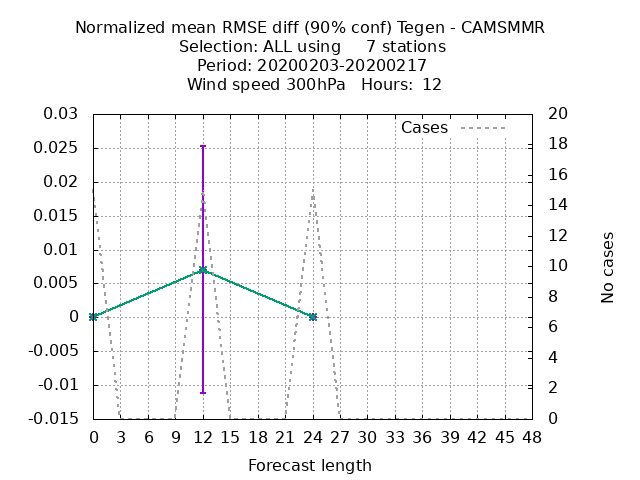 Normalized mean RMSE diff (90% conf) Tegen - CAMSMMR
Selection: ALL using     7 stations
Period: 20200203-20200217
Wind speed 300hPa   Hours:  12
Cases
0.03
0.025
0.02
0.015
0.01
0.005
0
-0.005
-0.01
-0.015
20
18
16
14
12
10
8
6
4
2
0
No cases
0 3 6 9 12 15 18 21 24 27 30 33 36 39 42 45 48
Forecast length